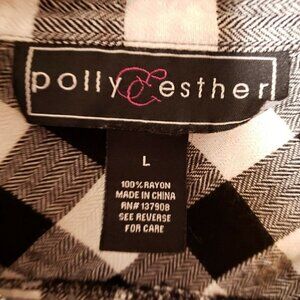 polly & esther
L
100% RAYON
MADE IN CHINA
RN# 137908
SEE REVERSE
FOR CARE